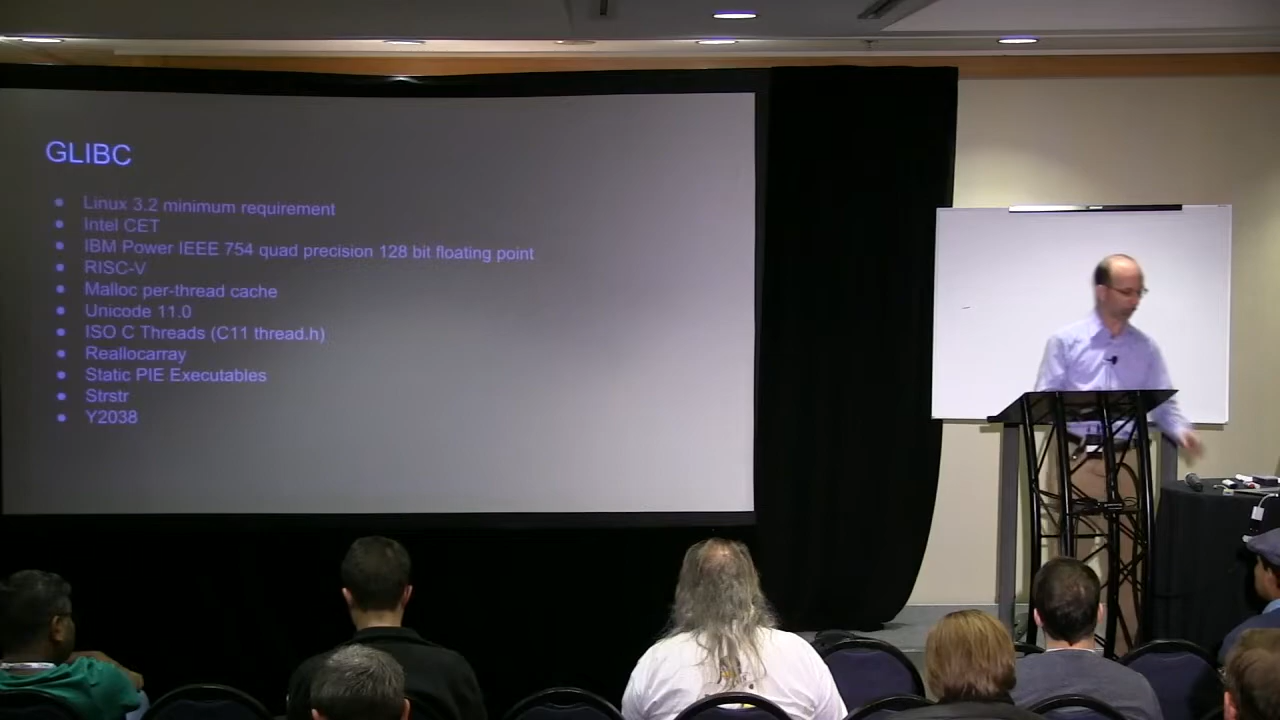 GLIBC
● Linux 3.2 minimum requirement
● Intel CET
● IBM Power IEEE 754 quad precision 128 bit floating point
● RISC-V
● Malloc per-thread cache
● Unicode 11.0
● ISO C Threads (C11 thread.h)
● Reallocarray
● Static PIE Executables
● Strstr
● Y2038